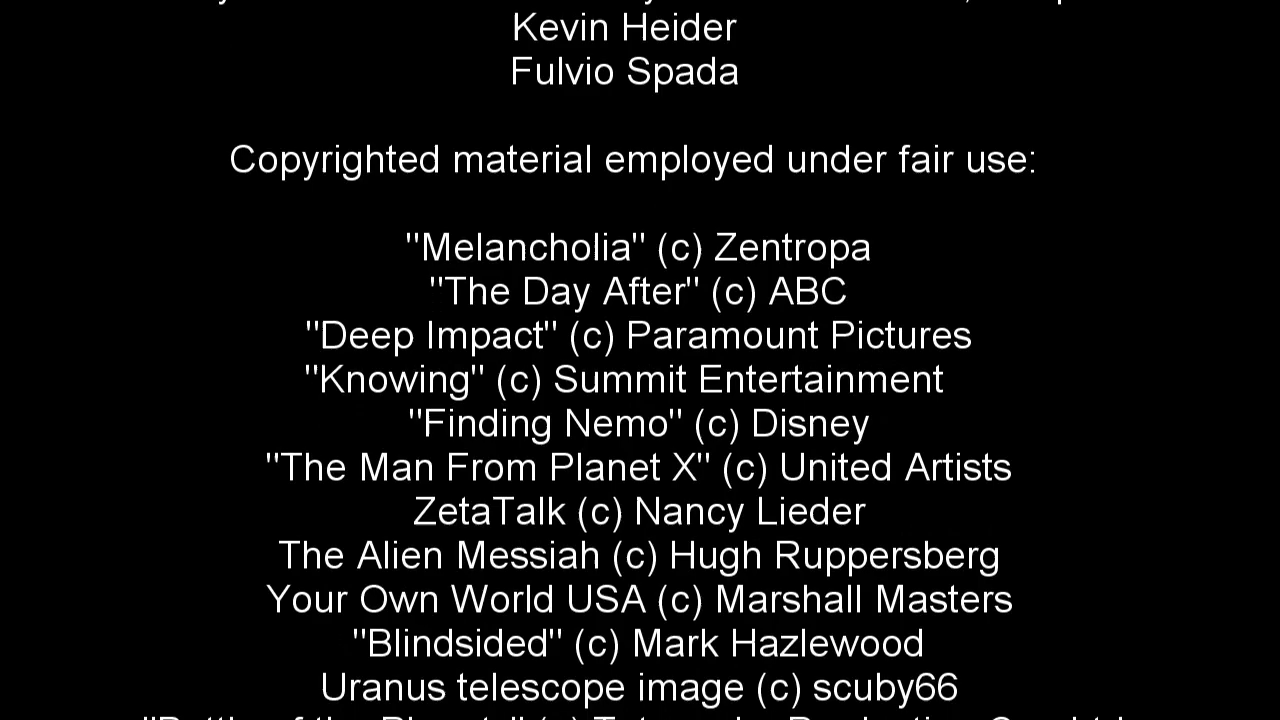 Kevin Heider
Fulvio Spada
Copyrighted material employed under fair use:
"Melancholia" (c) Zentropa
"The Day After" (c) ABC
"Deep Impact" (c) Paramount Pictures
"Knowing" (c) Summit Entertainment
"Finding Nemo" (c) Disney
"The Man From Planet X" (c) United Artists
ZetaTalk (c) Nancy Lieder
The Alien Messiah (c) Hugh Ruppersberg
Your Own World USA (c) Marshall Masters
"Blindsided" (c) Mark Hazlewood
Uranus telescope image (c) scuby66